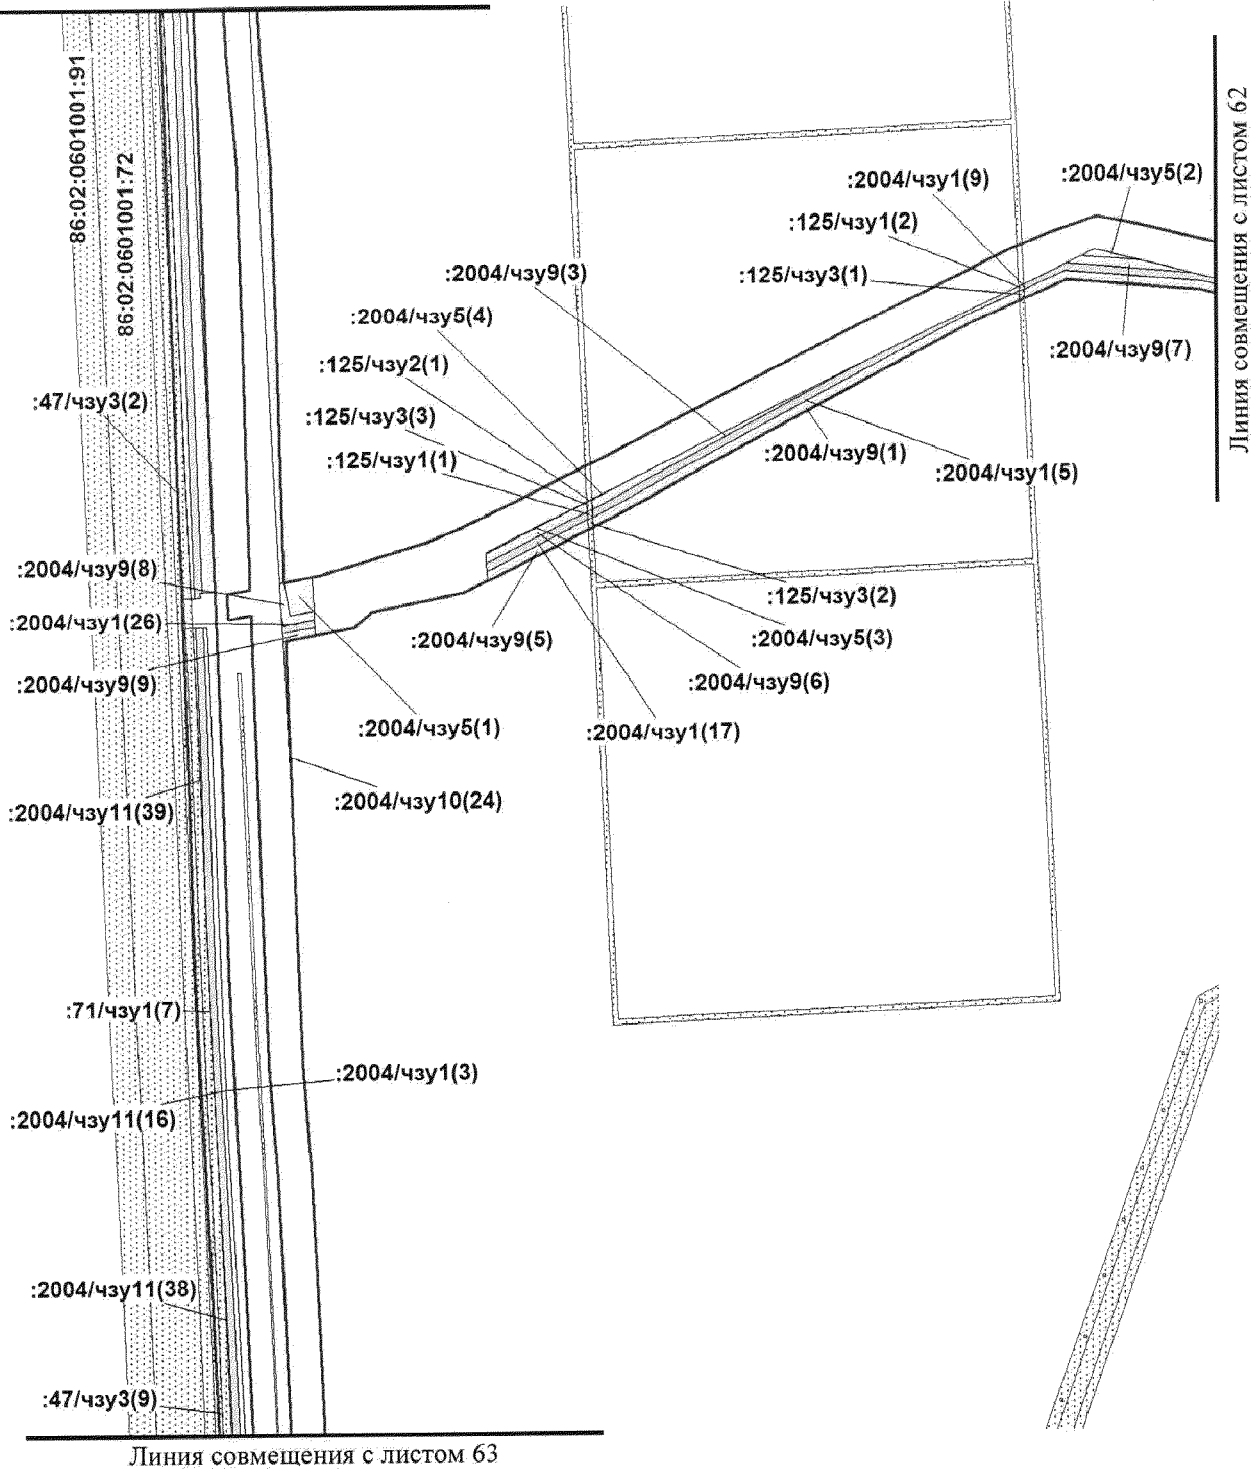 86:02:0601001:91
86:02:0601001:72
Линия совмещения с листом 62
:2004/чзу1(9)
:2004/чзу5(2)
:125/чзу1(2)
:2004/чзу9(3)
:125/чзу3(1)
:2004/чзу5(4)
:2004/чзу9(7)
:125/чзу2(1)
:47/чзу3(2)
:125/чзу3(3)
:2004/чзу9(1)
:125/чзу1(1)
:2004/чзу1(5)
:2004/чзу9(8)
:125/чзу3(2)
:2004/чзу1(26)
:2004/чзу9(5)
:2004/чзу5(3)
:2004/чзу9(9)
:2004/чзу9(6)
:2004/чзу5(1)
:2004/чзу1(17)
:2004/чзу10(24)
:2004/чзу11(39)
:71/чзу1(7)
:2004/чзу1(3)
:2004/чзу11(16)
:2004/чзу11(38)
:47/чзу3(9)
Линия совмещения с листом 63